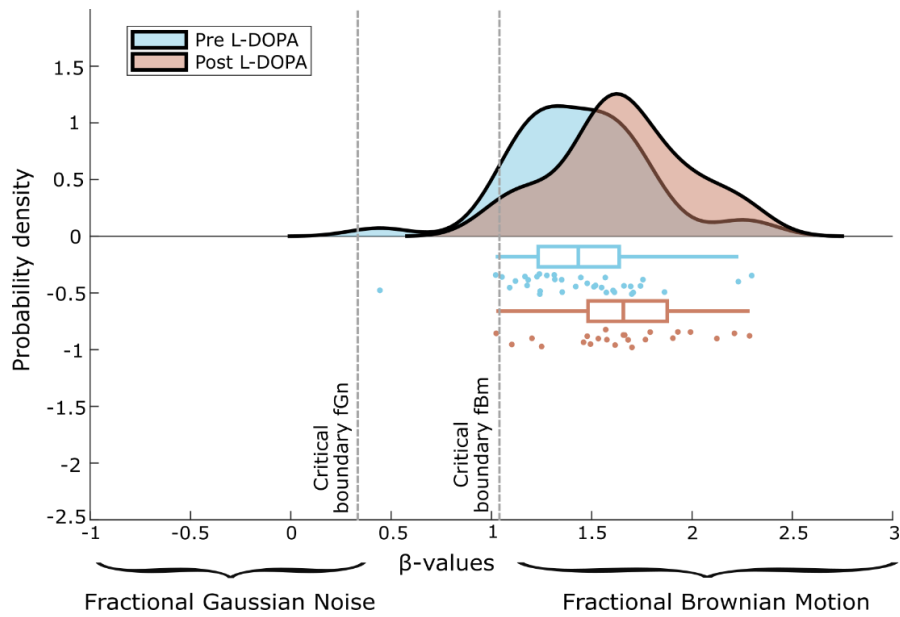 Pre L-DOPA
Post L-DOPA
Probability density
1.5
1
0.5
0
-0.5
-1
-1.5
-2
-2.5
Critical
boundary fGn
Critical
boundary fBm
-1
-0.5
0
0.5
1
1.5
2
2.5
3
β-values
Fractional Gaussian Noise
Fractional Brownian Motion